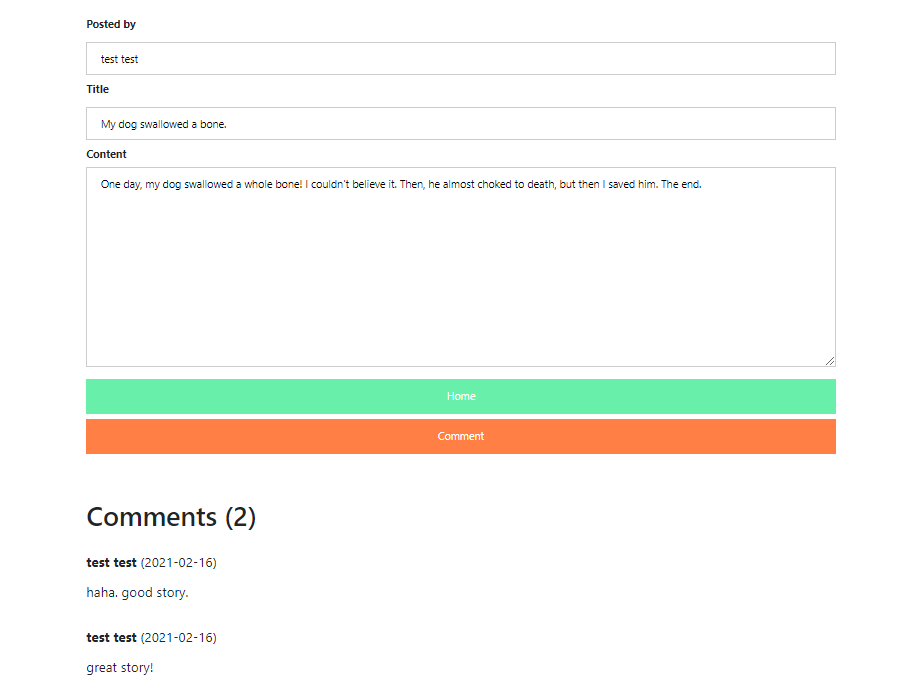 Posted by
test test
Title
My dog swallowed a bone.
Content
One day, my dog swallowed a whole bone! I couldn't believe it. Then, he almost choked to death, but then I saved him. The end.
Home
Comment
Comments (2)
test test (2021-02-16)
haha. good story.
test test (2021-02-16)
great story!